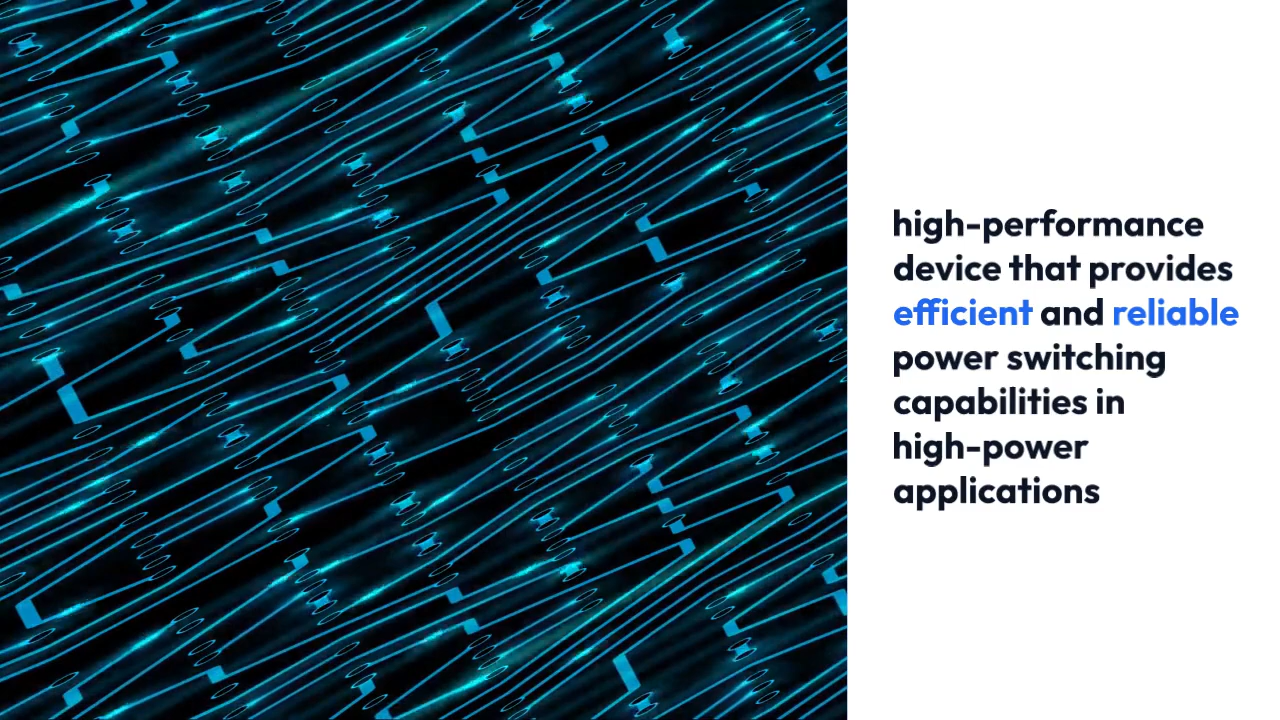 high-performance
device that provides
efficient and reliable
power switching
capabilities in
high-power
applications